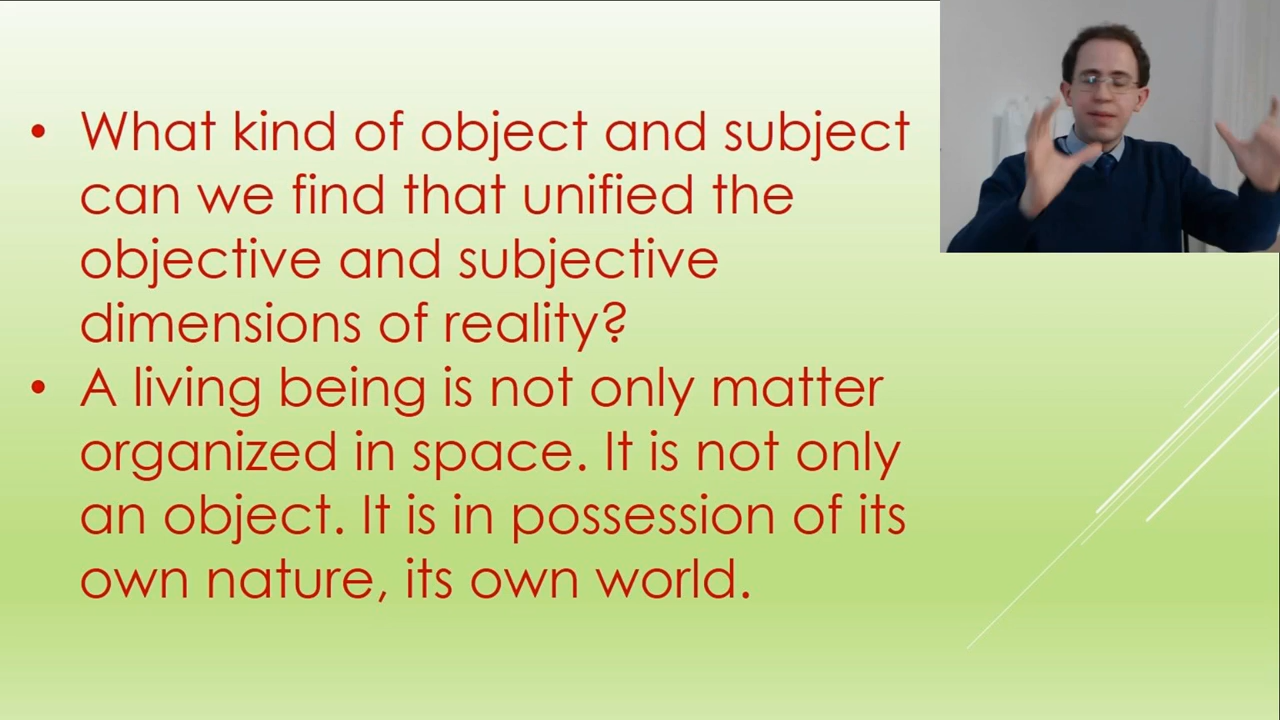 • What kind of object and subject
can we find that unified the
objective and subjective
dimensions of reality?
• A living being is not only matter
organized in space. It is not only
an object. It is in possession of its
own nature, its own world.